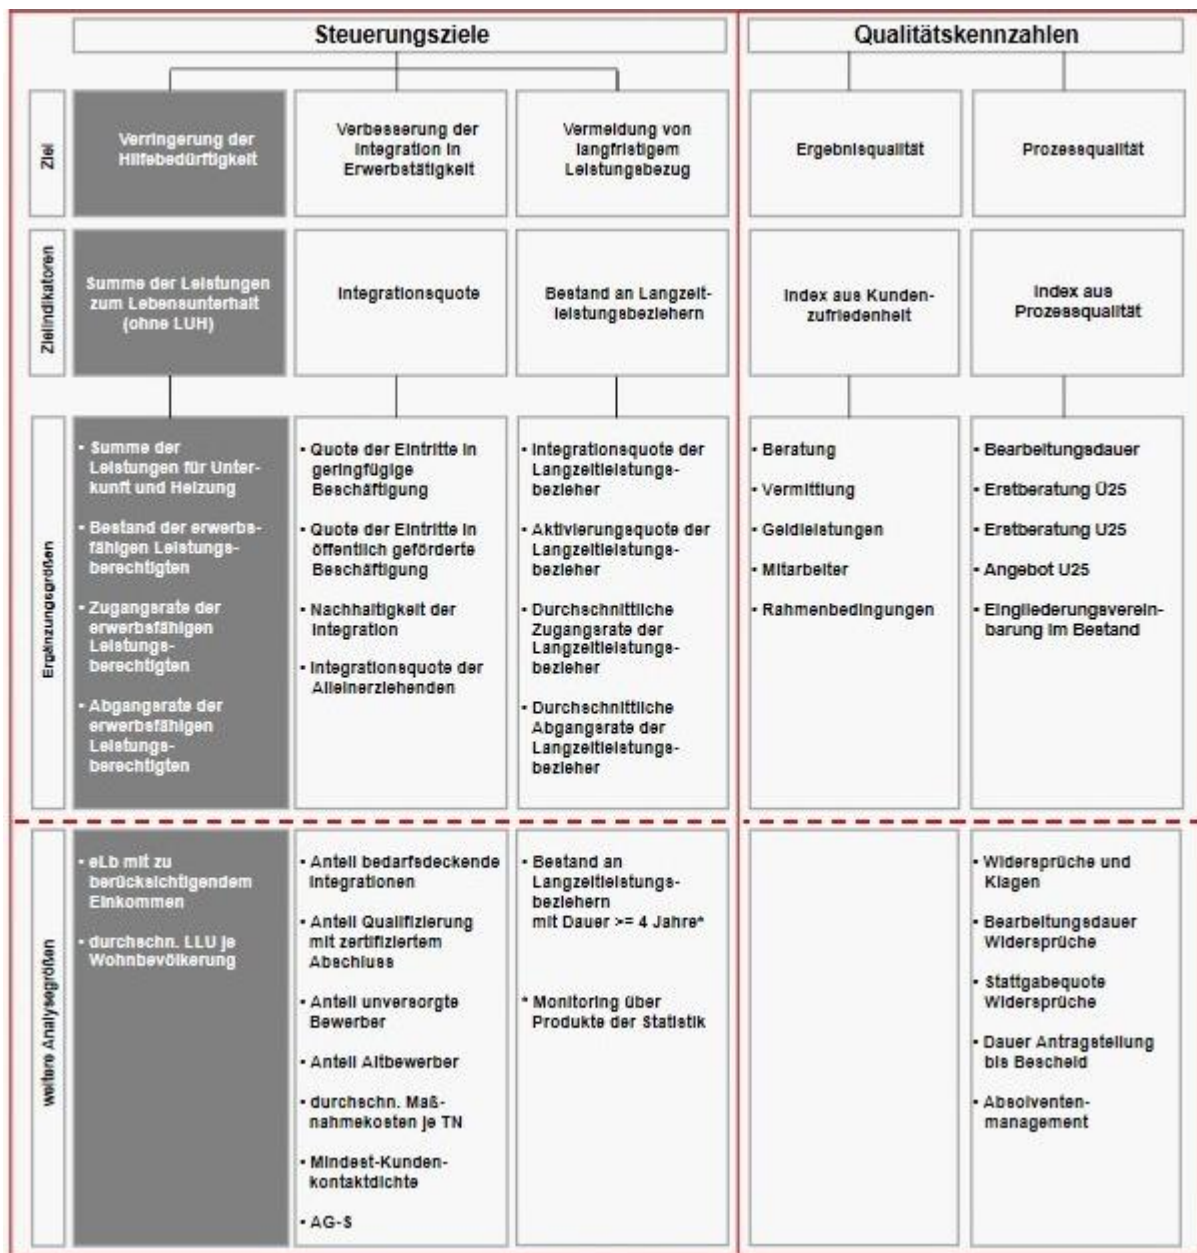 Steuerungsziele
Qualitätskennzahlen
Ziel
Verringerung der
Hilfebedürftigkeit
Verbesserung der
Integration in
Erwerbstätigkeit
Vermeidung von
langfristigem
Leistungsbezug
Ergebnisqualität
Prozessqualität
Zielindikatoren
Summe der Leistungen
zum Lebensunterhalt
(ohne LUH)
Integrationsquote
Bestand an Langzeit-
leistungsbeziehern
Index aus Kunden-
zufriedenheit
Index aus
Prozessqualität
Ergänzungsgrößen
• Summe der
Leistungen für Unter-
kunft und Heizung
• Bestand der erwerbs-
fähigen Leistungs-
berechtigten
• Zugangsrate der
erwerbsfähigen
Leistungs-
berechtigten
• Abgangsrate der
erwerbsfähigen
Leistungs-
berechtigten
• Quote der Eintritte in
geringfügige
Beschäftigung
• Quote der Eintritte in
öffentlich geförderte
Beschäftigung
• Nachhaltigkeit der
Integration
• Integrationsquote der
Alleinerziehenden
• Integrationsquote der
Langzeitleistungs-
bezieher
• Aktivierungsquote der
Langzeitleistungs-
bezieher
• Durchschnittliche
Zugangsrate der
Langzeitleistungs-
bezieher
• Durchschnittliche
Abgangsrate der
Langzeitleistungs-
bezieher
• Beratung
• Vermittlung
• Geldleistungen
• Mitarbeiter
• Rahmenbedingungen
• Bearbeitungsdauer
• Erstberatung Ü25
• Erstberatung U25
• Angebot U25
• Eingliederungsverein-
barung im Bestand
weitere Analysegrößen
• eLb mit zu
berücksichtigendem
Einkommen
• durchschn. LLU je
Wohnbevölkerung
• Anteil bedarfsdeckende
Integrationen
• Anteil Qualifizierung
mit zertifiziertem
Abschluss
• Anteil unversorgte
Bewerber
• Anteil Altbewerber
• durchschn. Maß-
nahmekosten je TN
• Mindest-Kunden-
kontaktdichte
• AG-S
• Bestand an
Langzeitleistungs-
beziehern
mit Dauer >= 4 Jahre*
* Monitoring über
Produkte der Statistik
• Widersprüche und
Klagen
• Bearbeitungsdauer
Widersprüche
• Stattgabequote
Widersprüche
• Dauer Antragstellung
bis Bescheid
• Absolventen-
management